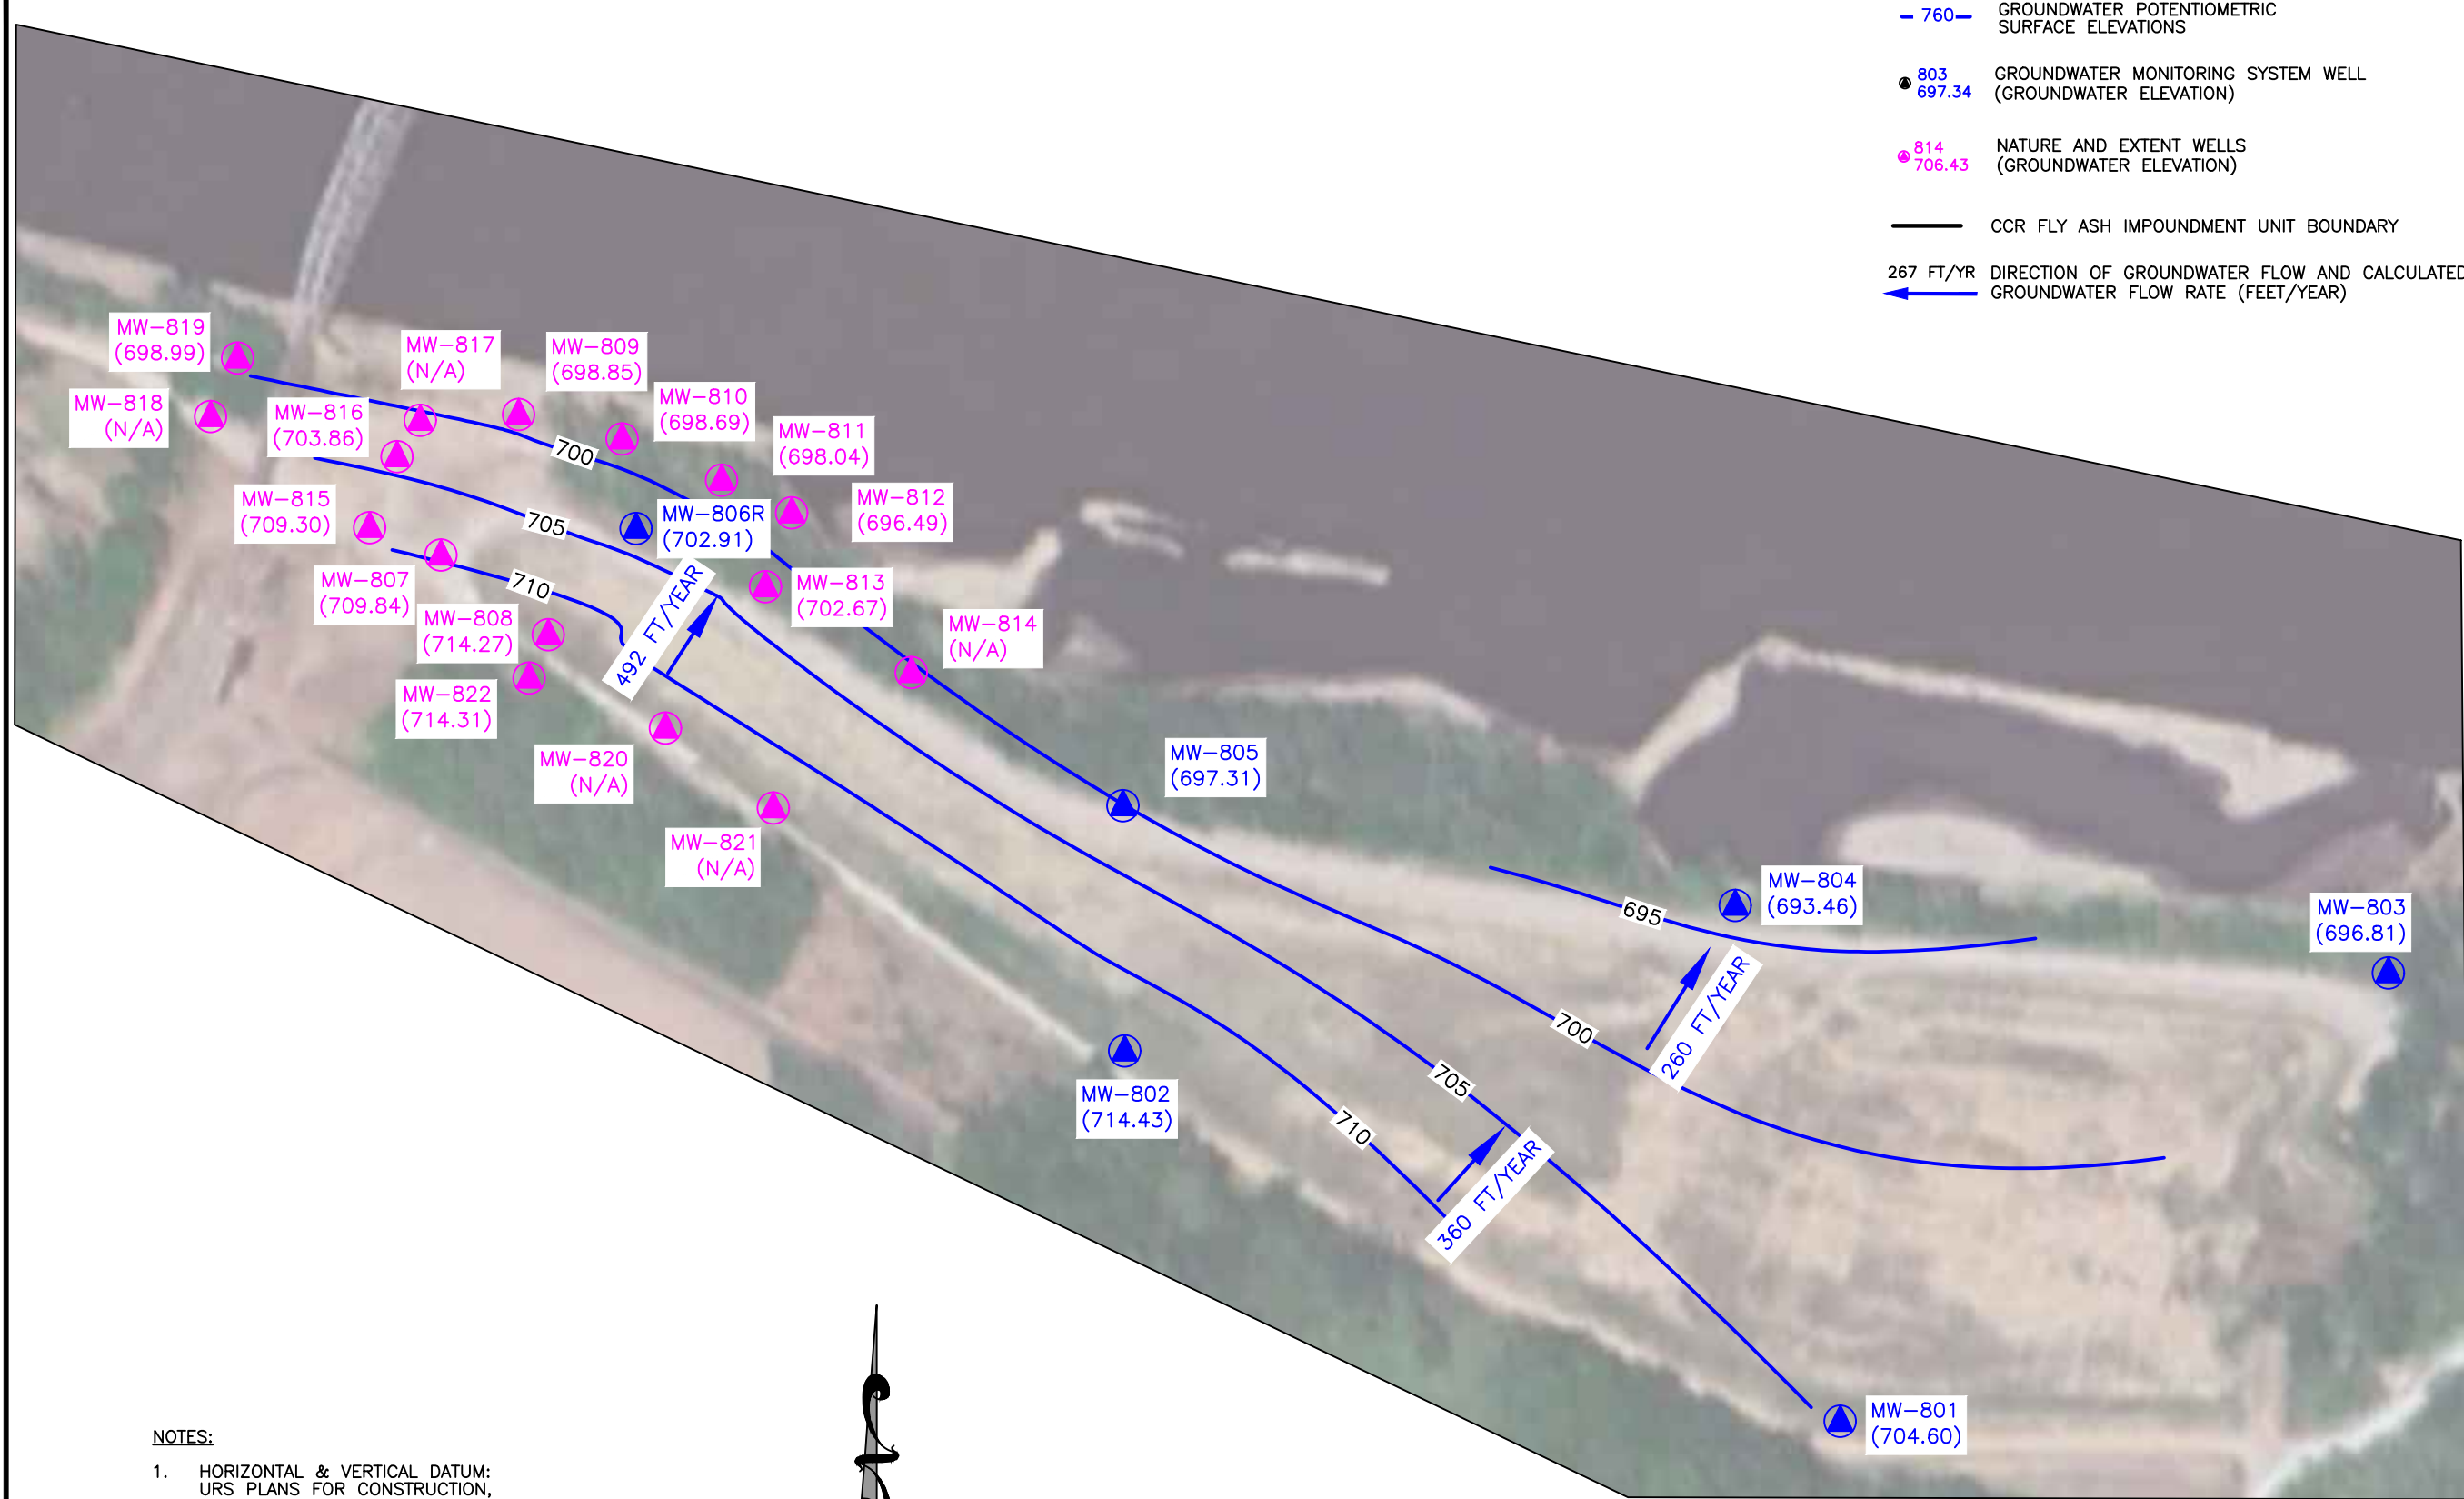 760
GROUNDWATER POTENTIOMETRIC
SURFACE ELEVATIONS
803
697.34
GROUNDWATER MONITORING SYSTEM WELL
(GROUNDWATER ELEVATION)
814
706.43
NATURE AND EXTENT WELLS
(GROUNDWATER ELEVATION)
CCR FLY ASH IMPOUNDMENT UNIT BOUNDARY
267 FT/YR
DIRECTION OF GROUNDWATER FLOW AND CALCULATED
GROUNDWATER FLOW RATE (FEET/YEAR)
MW-819
(698.99)
MW-817
(N/A)
MW-809
(698.85)
MW-818
(N/A)
MW-816
(703.86)
MW-810
(698.69)
MW-811
(698.04)
700
MW-815
(709.30)
705
MW-806R
(702.91)
MW-812
(696.49)
MW-807
(709.84)
710
MW-813
(702.67)
MW-808
(714.27)
492 FT/YEAR
MW-814
(N/A)
MW-822
(714.31)
MW-820
(N/A)
MW-805
(697.31)
MW-821
(N/A)
695
MW-804
(693.46)
MW-803
(696.81)
700
260 FT/YEAR
MW-802
(714.43)
705
710
360 FT/YEAR
MW-801
(704.60)
NOTES:
1. HORIZONTAL & VERTICAL DATUM:
URS PLANS FOR CONSTRUCTION,